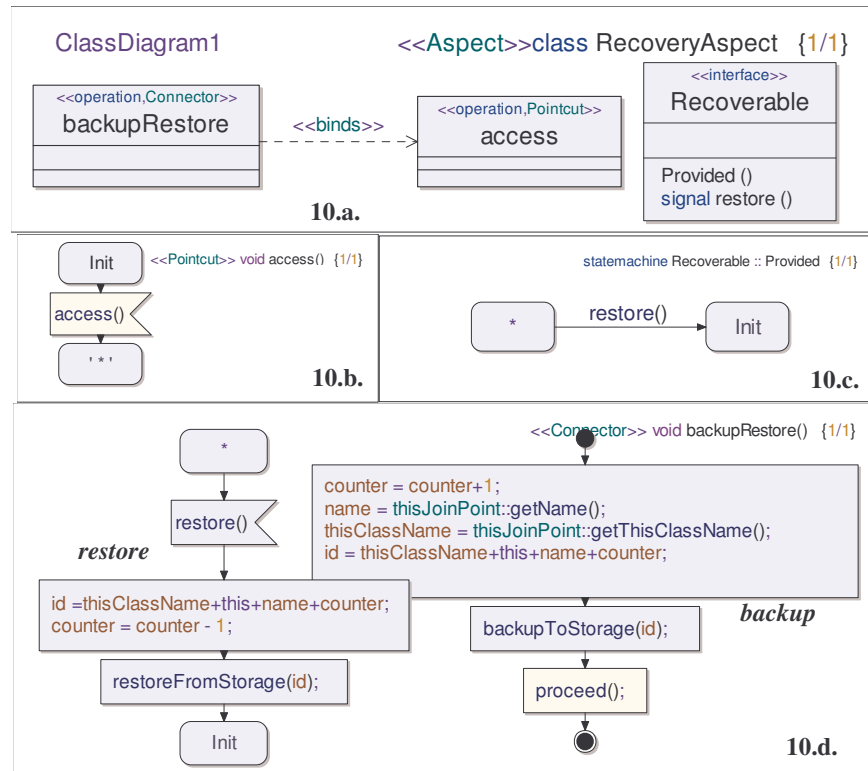 ClassDiagram1
<<Aspect>>class RecoveryAspect {1/1}
<<operation,Connector>>
backupRestore
<<binds>>
<<operation,Pointcut>>
access
<<interface>>
Recoverable
Provided ()
signal restore ()
10.a.
Init
<<Pointcut>> void access() {1/1}
access()
' * '
10.b.
statemachine Recoverable :: Provided {1/1}
*
restore()
Init
10.c.
<<Connector>> void backupRestore() {1/1}
*
restore()
restore
id =thisClassName+this+name+counter;
counter = counter - 1;
restoreFromStorage(id);
Init
counter = counter+1;
name = thisJoinPoint::getName();
thisClassName = thisJoinPoint::getThisClassName();
id = thisClassName+this+name+counter;
backup
backupToStorage(id);
proceed();
10.d.